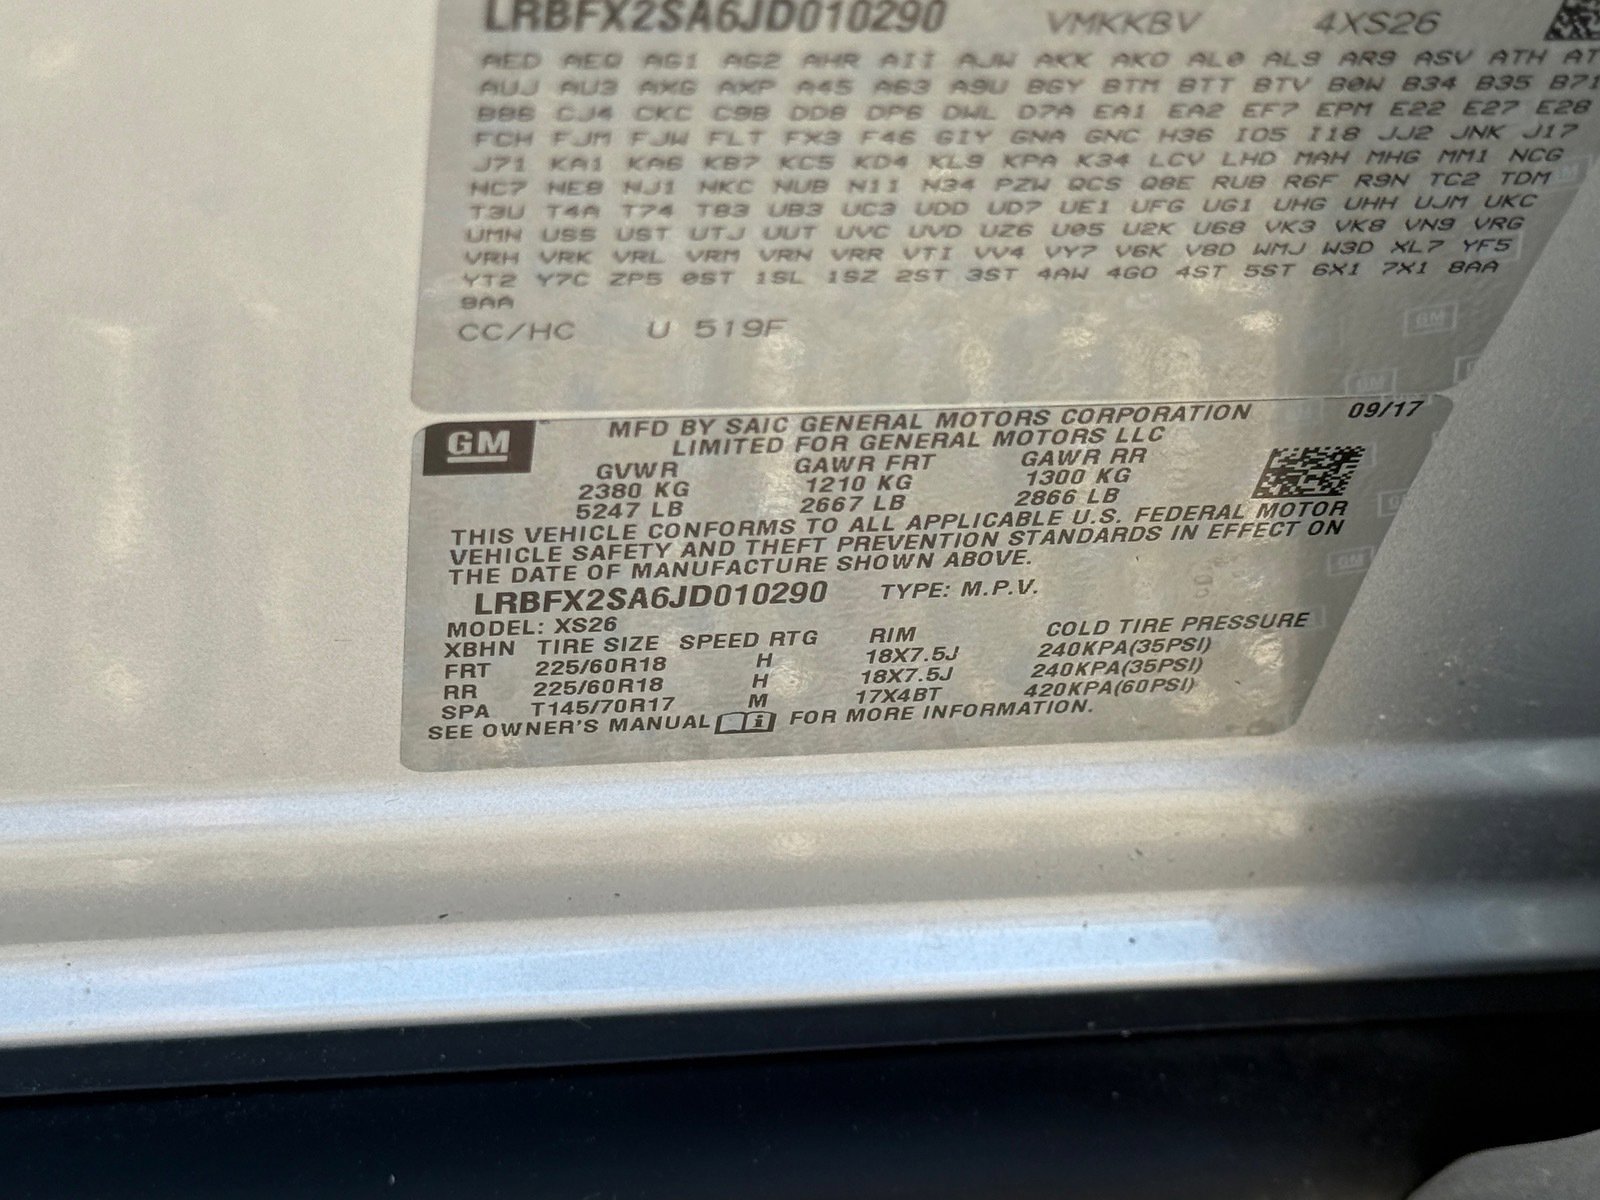 LRBFX2SA6JD010290 VMKKBV 4XS26
AED AEQ AG1 AG2 AHR AII AJW AKK AKO AL0 AL9 AR9 ASV ATH
AUJ AU3 AXG AXP A45 A63 A9U BGY BTM BTT BTV B0W B34 B35 B71
B86 CJ4 CKC C9B DD8 DP6 DWL D7A EA1 EA2 EF7 EPM E22 E27 E28
FCH FJM FJW FLT FX3 F46 GIY GNA GNC H36 IO5 I18 JJ2 JNK J17
J71 KA1 KA6 KB7 KC5 KD4 KL9 KPA K34 LCV LHD MAH MHG MM1 NCG
NC7 NE8 NJ1 NKC NUB N11 N34 PZW QCS Q8E RUB R6F R9N TC2 TDM
T3U T4A T74 T83 UB3 UC3 UDD UD7 UE1 UFG UG1 UHG UHH UJM UKC
UMN US5 UST UTJ UUT UVC UVD UZ6 U05 U2K U68 VK3 VK8 VN9 VRG
VRH VRK VRL VRM VRN VRR VTI VV4 VY7 V6K V8D WMJ W3D XL7 YF5
YT2 Y7C ZP5 0ST 1SL 1SZ 2ST 3ST 4AW 4GO 4ST 5ST 6X1 7X1 8AA
9AA
CC/HC U 519F
GM MFD BY SAIC GENERAL MOTORS CORPORATION 09/17
LIMITED FOR GENERAL MOTORS LLC
GVWR GAWR FRT GAWR RR
2380 KG 1210 KG 1300 KG
5247 LB 2667 LB 2866 LB
THIS VEHICLE CONFORMS TO ALL APPLICABLE U.S. FEDERAL MOTOR
VEHICLE SAFETY AND THEFT PREVENTION STANDARDS IN EFFECT ON
THE DATE OF MANUFACTURE SHOWN ABOVE.
LRBFX2SA6JD010290 TYPE: M.P.V.
MODEL: XS26
XBHN TIRE SIZE SPEED RTG RIM COLD TIRE PRESSURE
FRT 225/60R18 H 18X7.5J 240KPA(35PSI)
RR 225/60R18 H 18X7.5J 240KPA(35PSI)
SPA T145/70R17 M 17X4BT 420KPA(60PSI)
SEE OWNER'S MANUAL FOR MORE INFORMATION.